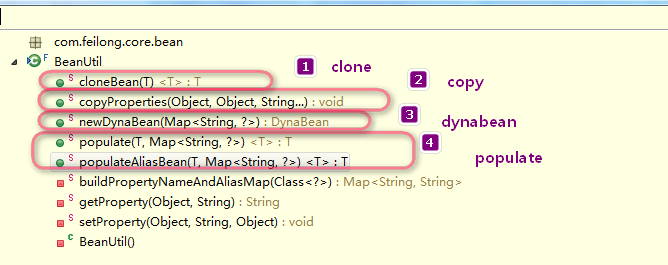 com.feilong.core.bean
F BeanUtil
1 clone
S cloneBean(T) <T> : T
2 copy
S copyProperties(Object, Object, String...) : void
3 dynabean
S newDynaBean(Map<String, ?>) : DynaBean
4 populate
S populate(T, Map<String, ?>) <T> : T
S populateAliasBean(T, Map<String, ?>) <T> : T
S buildPropertyNameAndAliasMap(Class<?>) : Map<String, String>
S getProperty(Object, String) : String
S setProperty(Object, String, Object) : void
C BeanUtil()